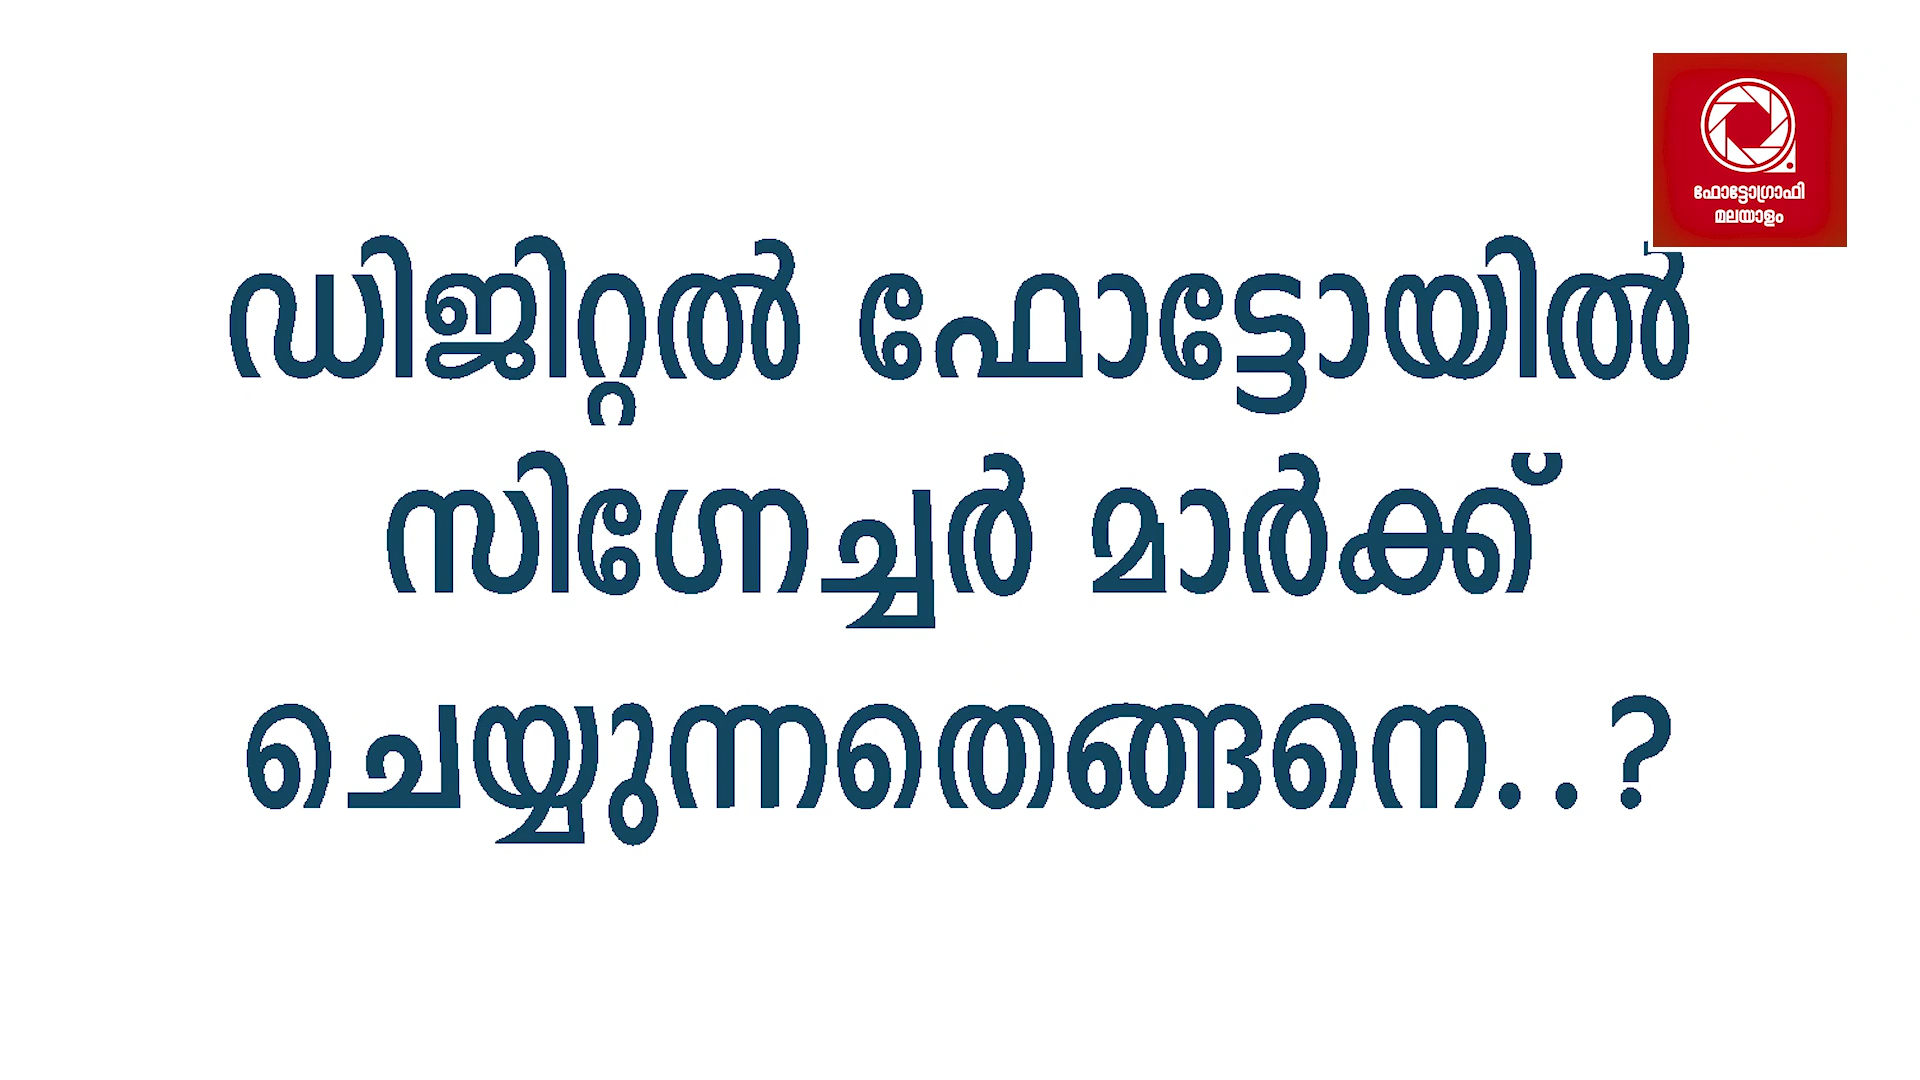 ഫോട്ടോഗ്രാഫി
മലയാളം
ഡിജിറ്റൽ ഫോട്ടോയിൽ
സിഗ്നേച്ചർ മാർക്ക്
ചെയ്യുന്നതെങ്ങനെ..?